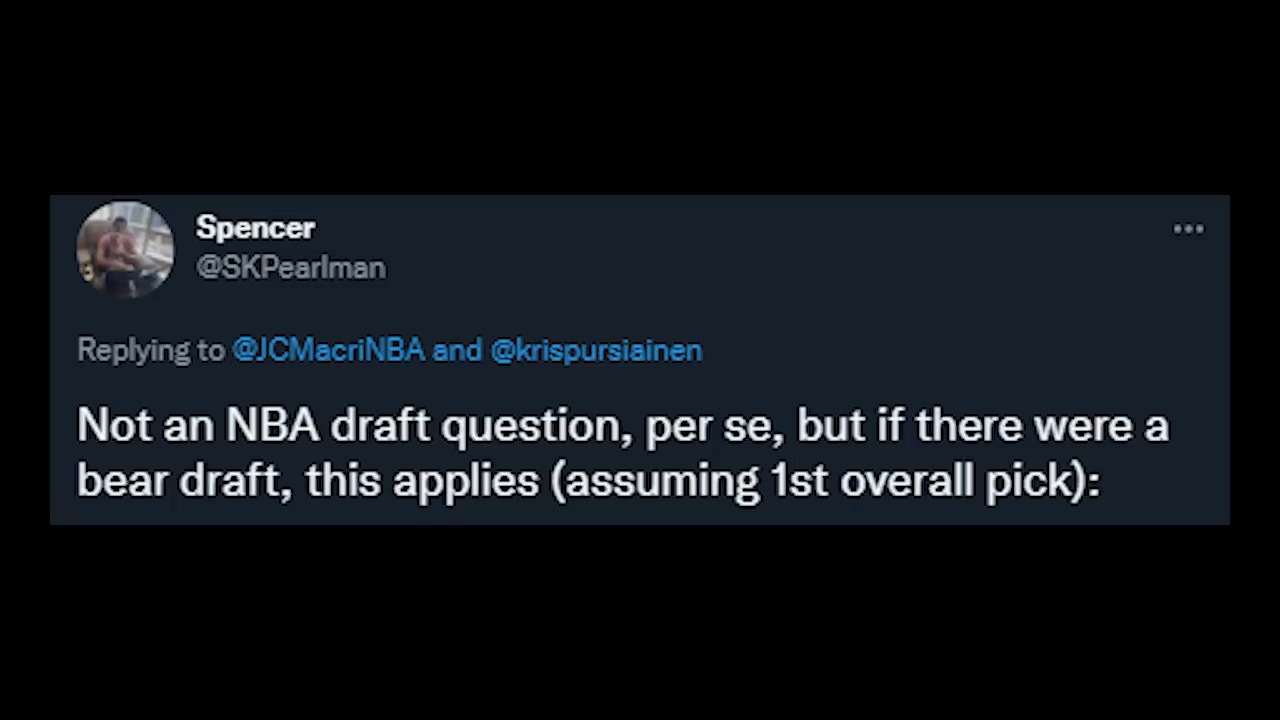 Spencer
@SKPearlman
Replying to @JCMacriNBA and @krispursiainen
Not an NBA draft question, per se, but if there were a
bear draft, this applies (assuming 1st overall pick):